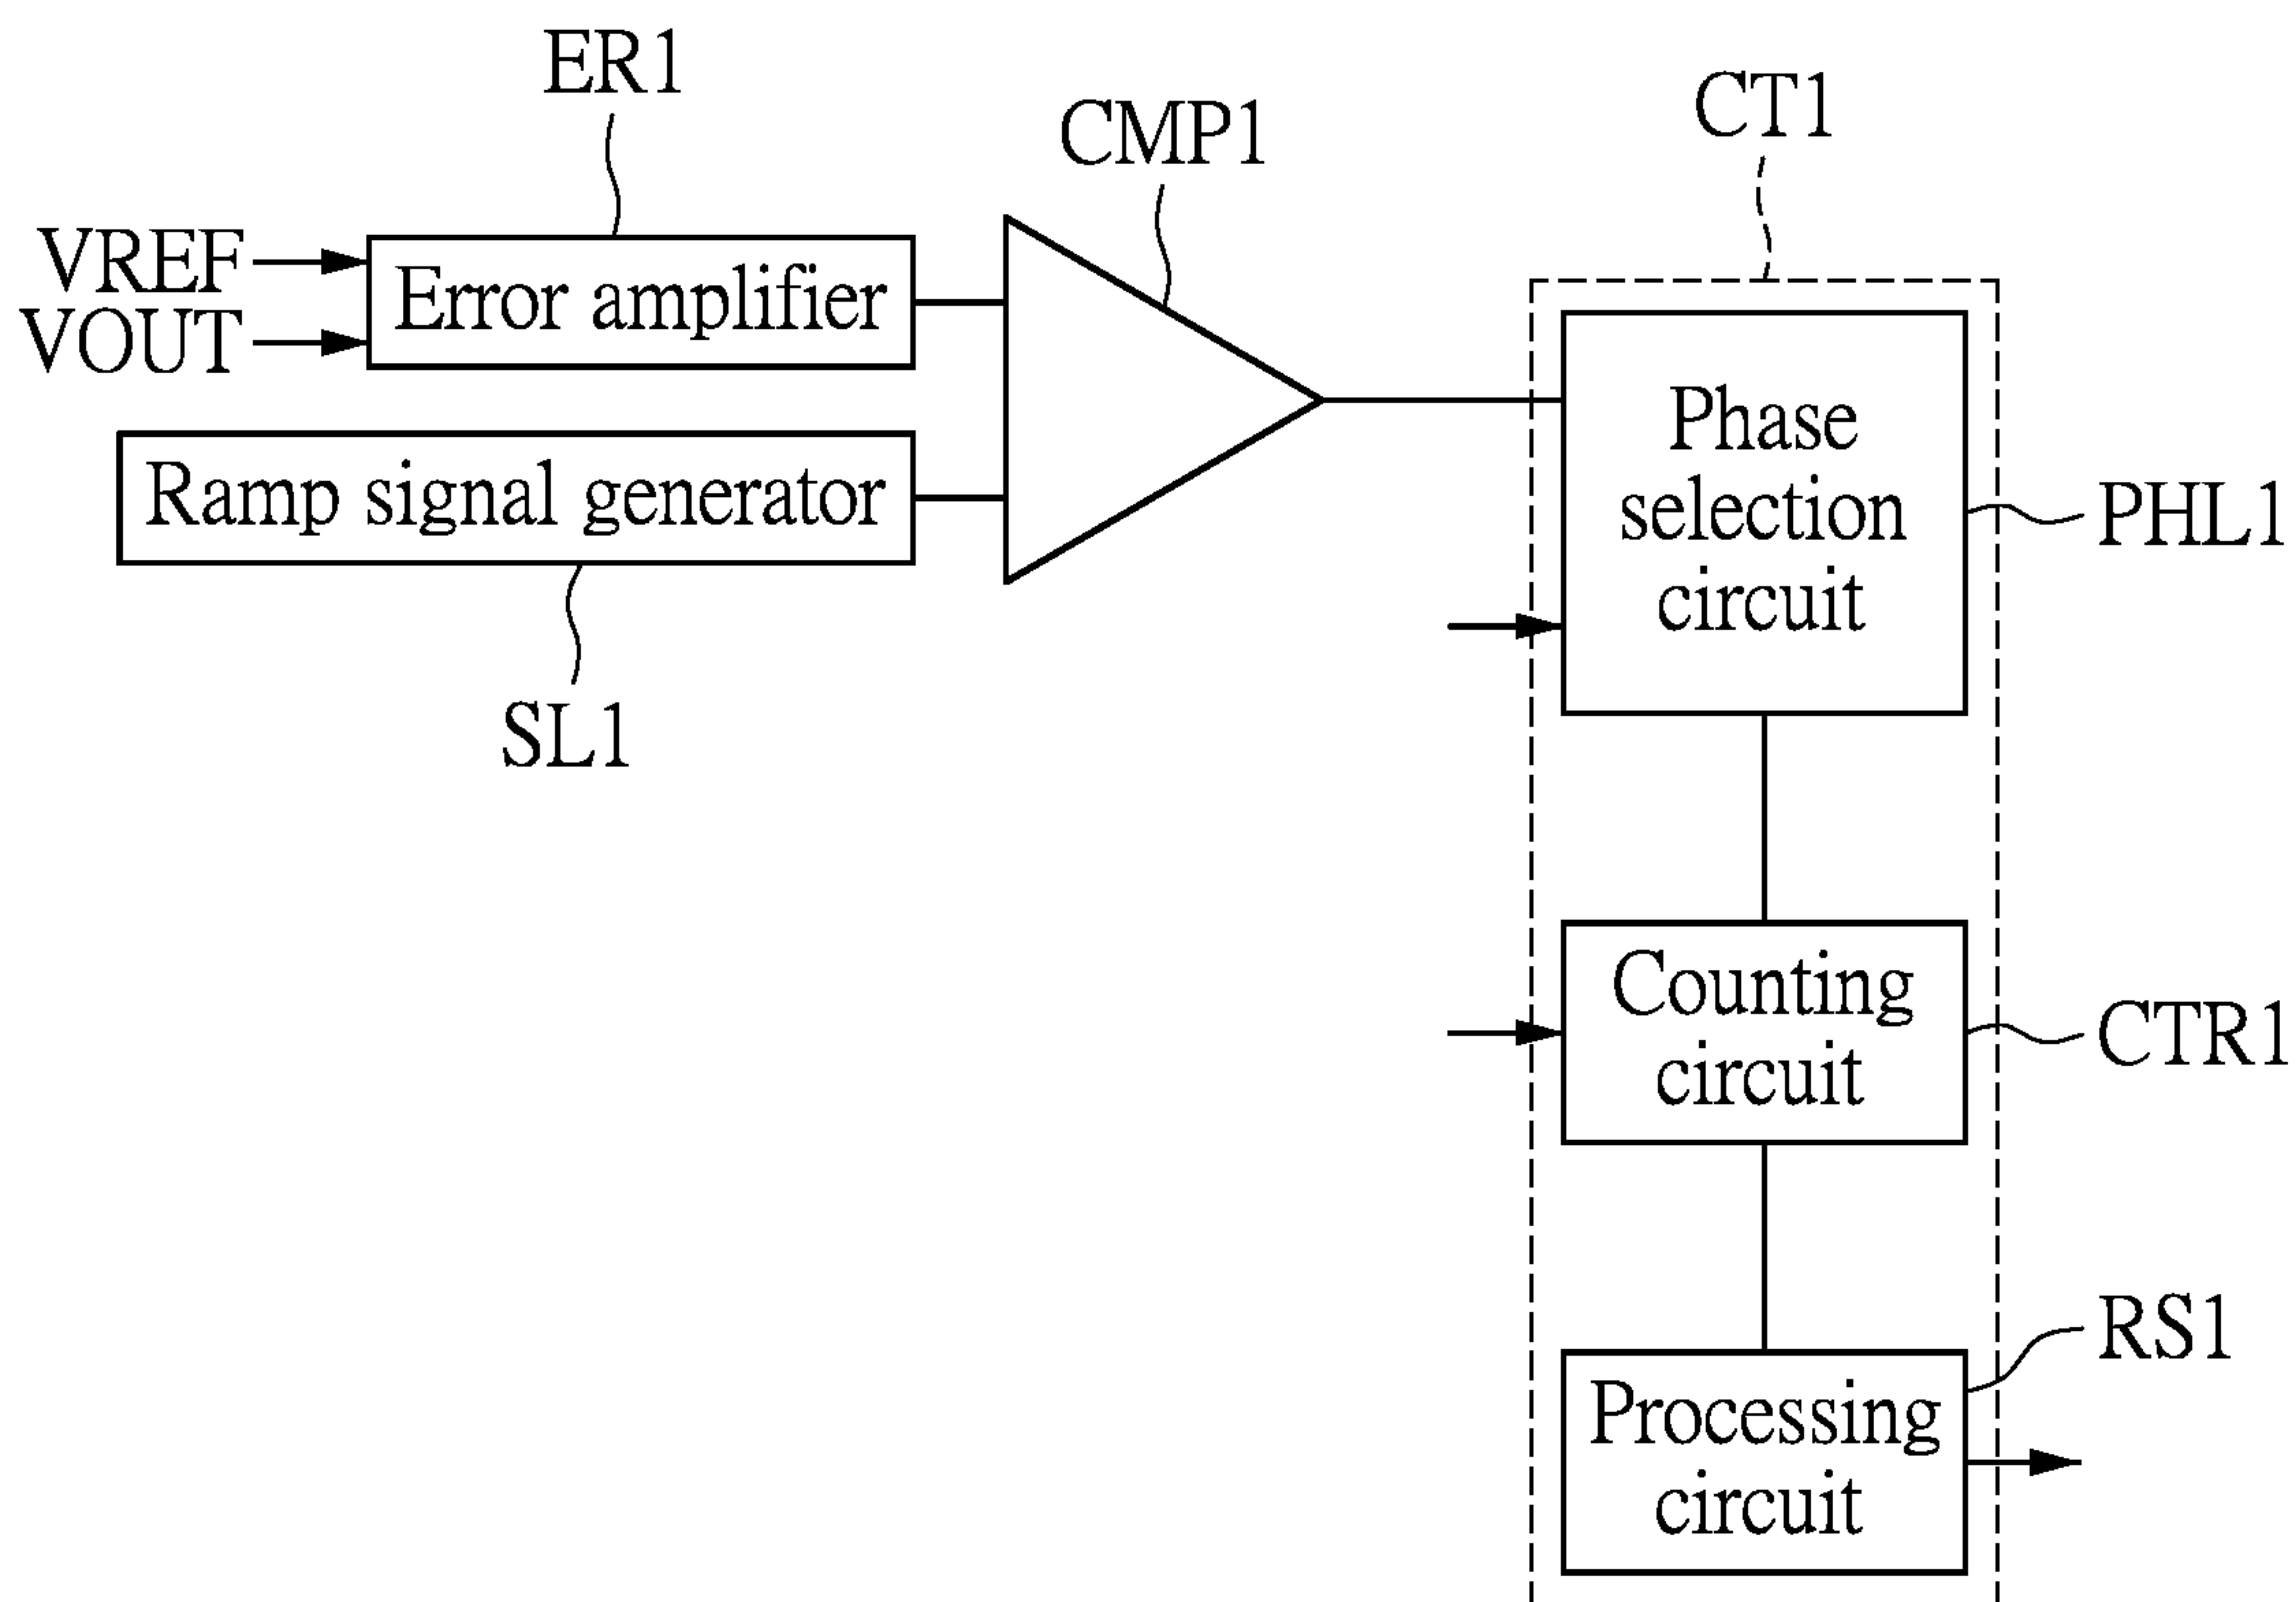 ER1
CMP1
CT1
VREF
VOUT
Error amplifier
Ramp signal generator
SL1
Phase
selection
circuit
PHL1
Counting
circuit
CTR1
RS1
Processing
circuit